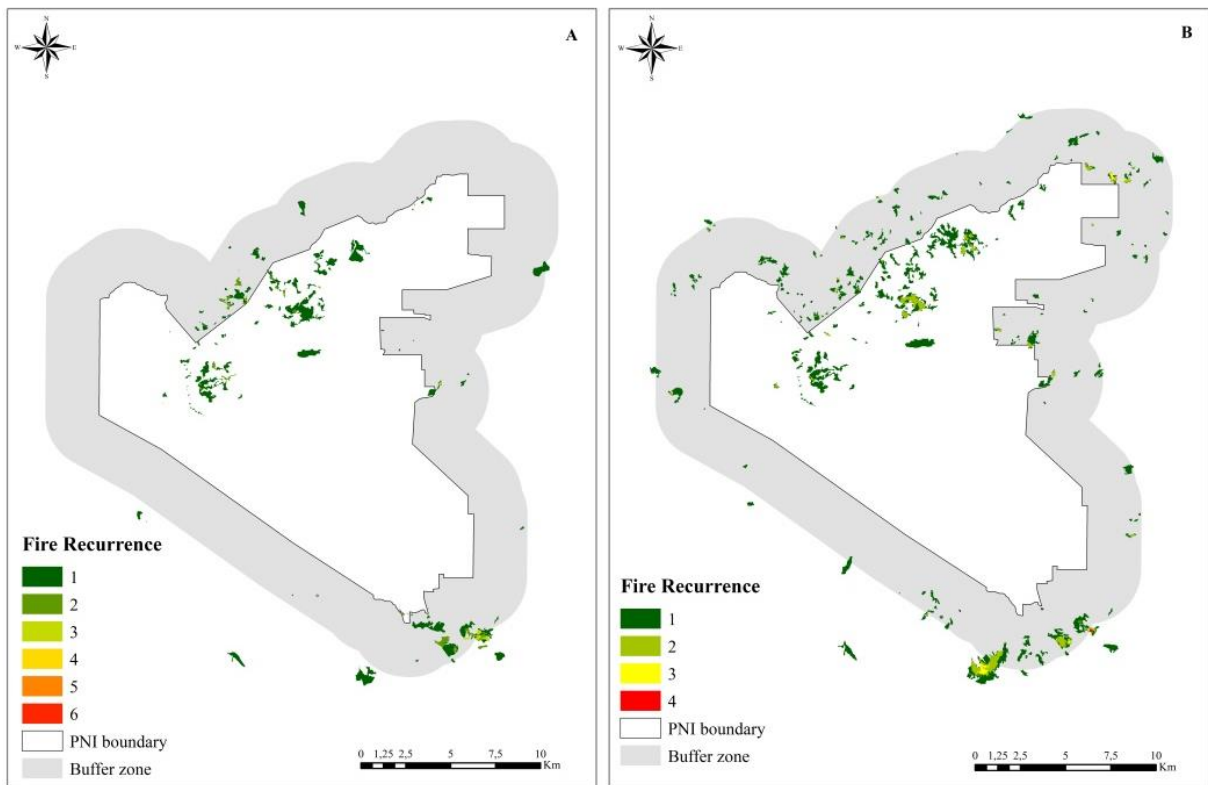 N
W E
S
A
Fire Recurrence
1
2
3
4
5
6
PNI boundary
Buffer zone
0 1,25 2,5 5 7,5 10
Km
N
W E
S
B
Fire Recurrence
1
2
3
4
PNI boundary
Buffer zone
0 1,25 2,5 5 7,5 10
Km